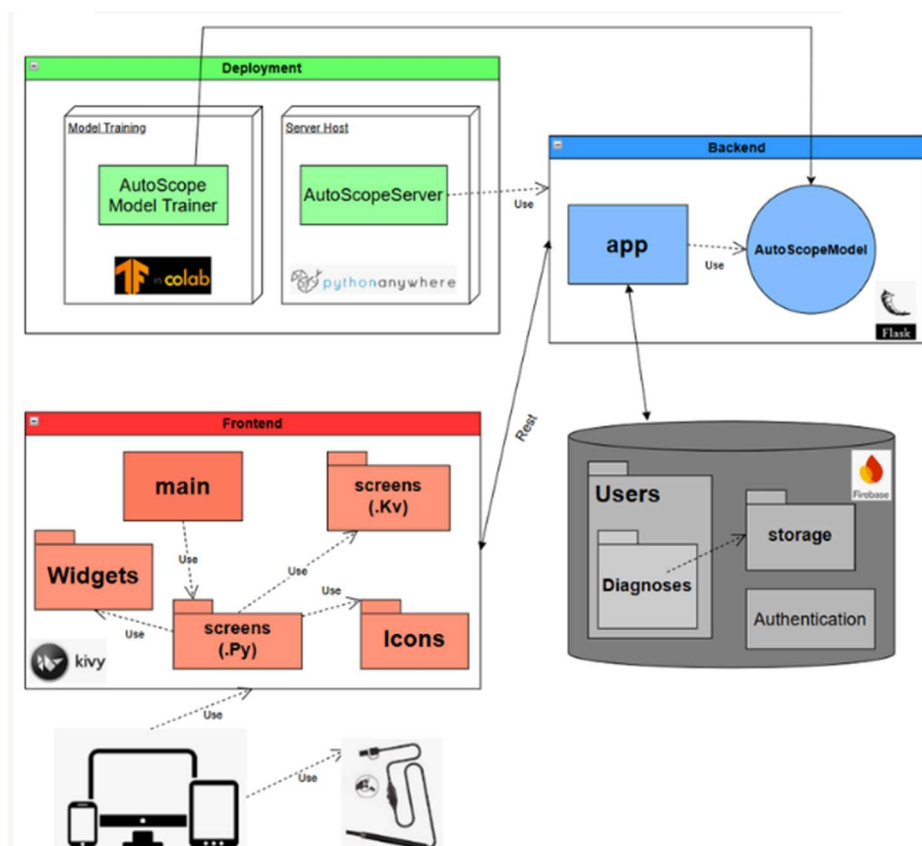 Deployment
Model Training
AutoScope
Model Trainer
in colab
Server Host
AutoScopeServer
pythonanywhere
Use
Backend
app
Use
AutoScopeModel
Flask
Rest
Frontend
main
screens
(.Kv)
Use
Use
Use
Widgets
Use
screens
(.Py)
Icons
kivy
Firebase
Users
Diagnoses
storage
Authentication
Use
Use